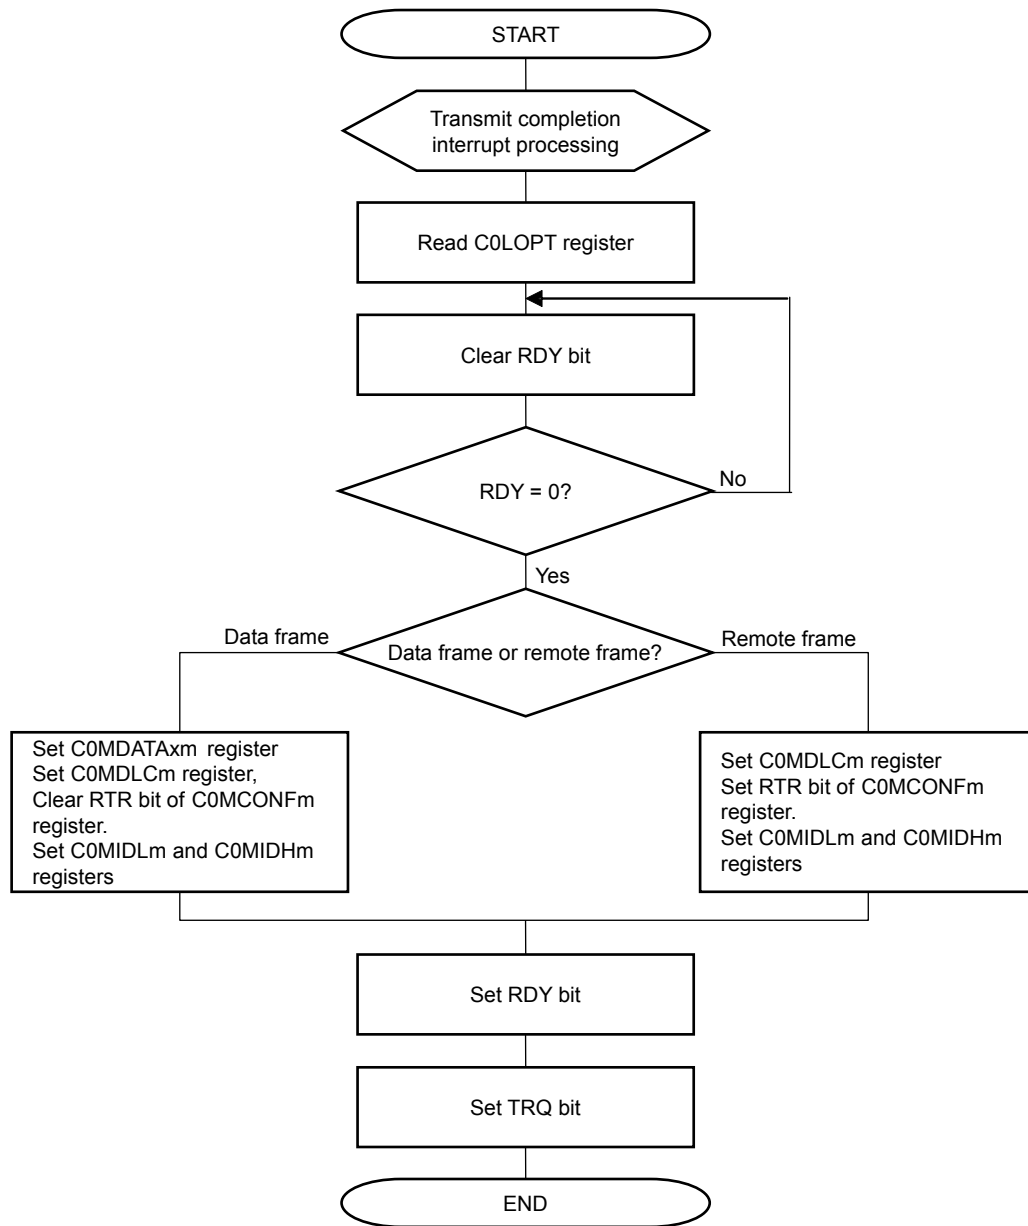 START
Transmit completion
interrupt processing
Read C0LOPT register
Clear RDY bit
RDY = 0?
No
Yes
Data frame
Data frame or remote frame?
Remote frame
Set C0MDATAxm register
Set C0MDLCm register,
Clear RTR bit of C0MCONFm
register.
Set C0MIDLm and C0MIDHm
registers
Set C0MDLCm register
Set RTR bit of C0MCONFm
register.
Set C0MIDLm and C0MIDHm
registers
Set RDY bit
Set TRQ bit
END